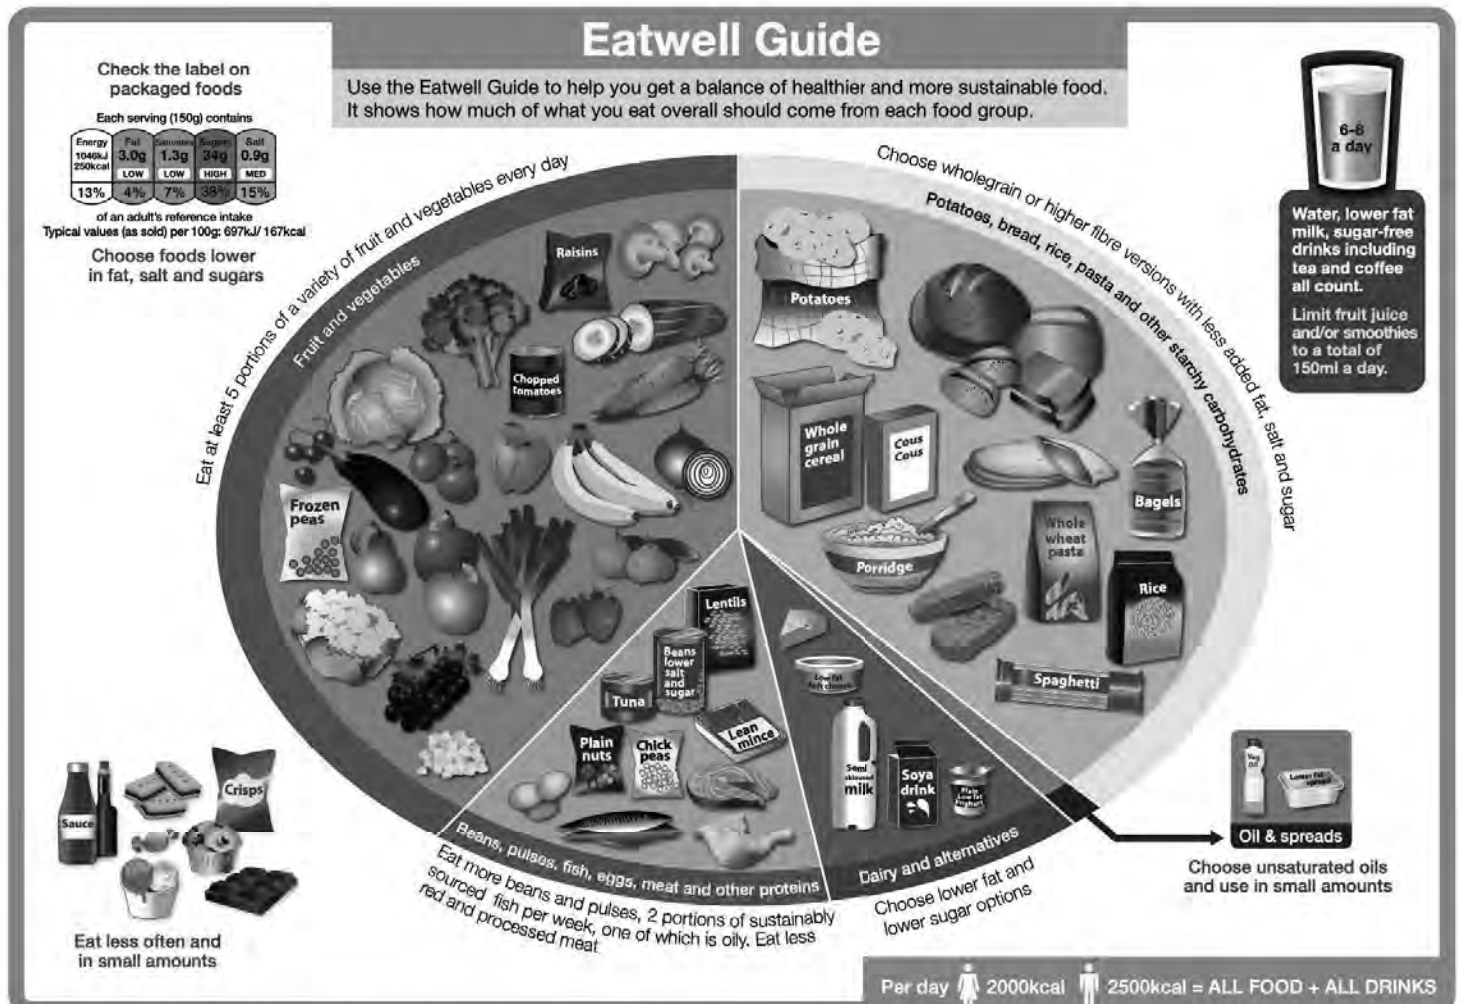 Eatwell Guide
Use the Eatwell Guide to help you get a balance of healthier and more sustainable food.
It shows how much of what you eat overall should come from each food group.
Check the label on
packaged foods
Each serving (150g) contains
Energy
1046kJ
250kcal
13%
Fat
3.0g
LOW
4%
Saturates
1.3g
LOW
7%
Sugars
34g
HIGH
38%
Salt
0.9g
MED
15%
of an adult's reference intake
Typical values (as sold) per 100g: 697kJ/ 167kcal
Choose foods lower
in fat, salt and sugars
6-8
a day
Water, lower fat
milk, sugar-free
drinks including
tea and coffee
all count.
Limit fruit juice
and/or smoothies
to a total of
150ml a day.
Eat at least 5 portions of a variety of fruit and vegetables every day
Fruit and vegetables
Raisins
Chopped
tomatoes
Frozen
peas
Choose wholegrain or higher fibre versions with less added fat, salt and sugar
Potatoes, bread, rice, pasta and other starchy carbohydrates
Potatoes
Whole
grain
cereal
Cous
Cous
Porridge
Bagels
Whole
wheat
pasta
Rice
Spaghetti
Lentils
Beans
lower
salt
and
sugar
Tuna
Lean
mince
Plain
nuts
Chick
peas
Beans, pulses, fish, eggs, meat and other proteins
Eat more beans and pulses, 2 portions of sustainably
sourced fish per week, one of which is oily. Eat less
red and processed meat
Low fat
soft cheese
Semi
skimmed
milk
Soya
drink
Plain
Low fat
yoghurt
Dairy and alternatives
Choose lower fat and
lower sugar options
Veg
Oil
Lower fat
spread
Oil & spreads
Choose unsaturated oils
and use in small amounts
Sauce
Crisps
Eat less often and
in small amounts
Per day 2000kcal 2500kcal = ALL FOOD + ALL DRINKS